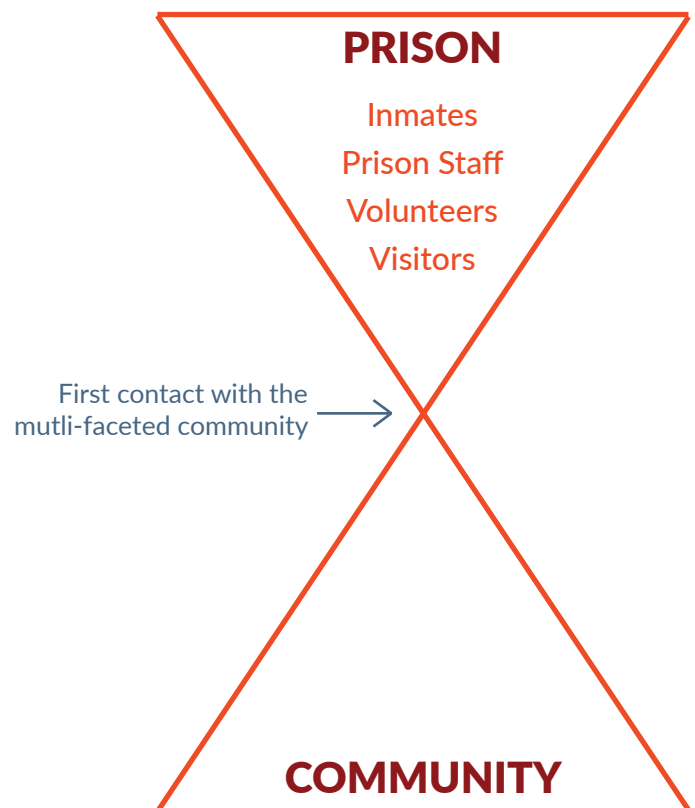 PRISON
Inmates
Prison Staff
Volunteers
Visitors
First contact with the
mutli-faceted community
COMMUNITY